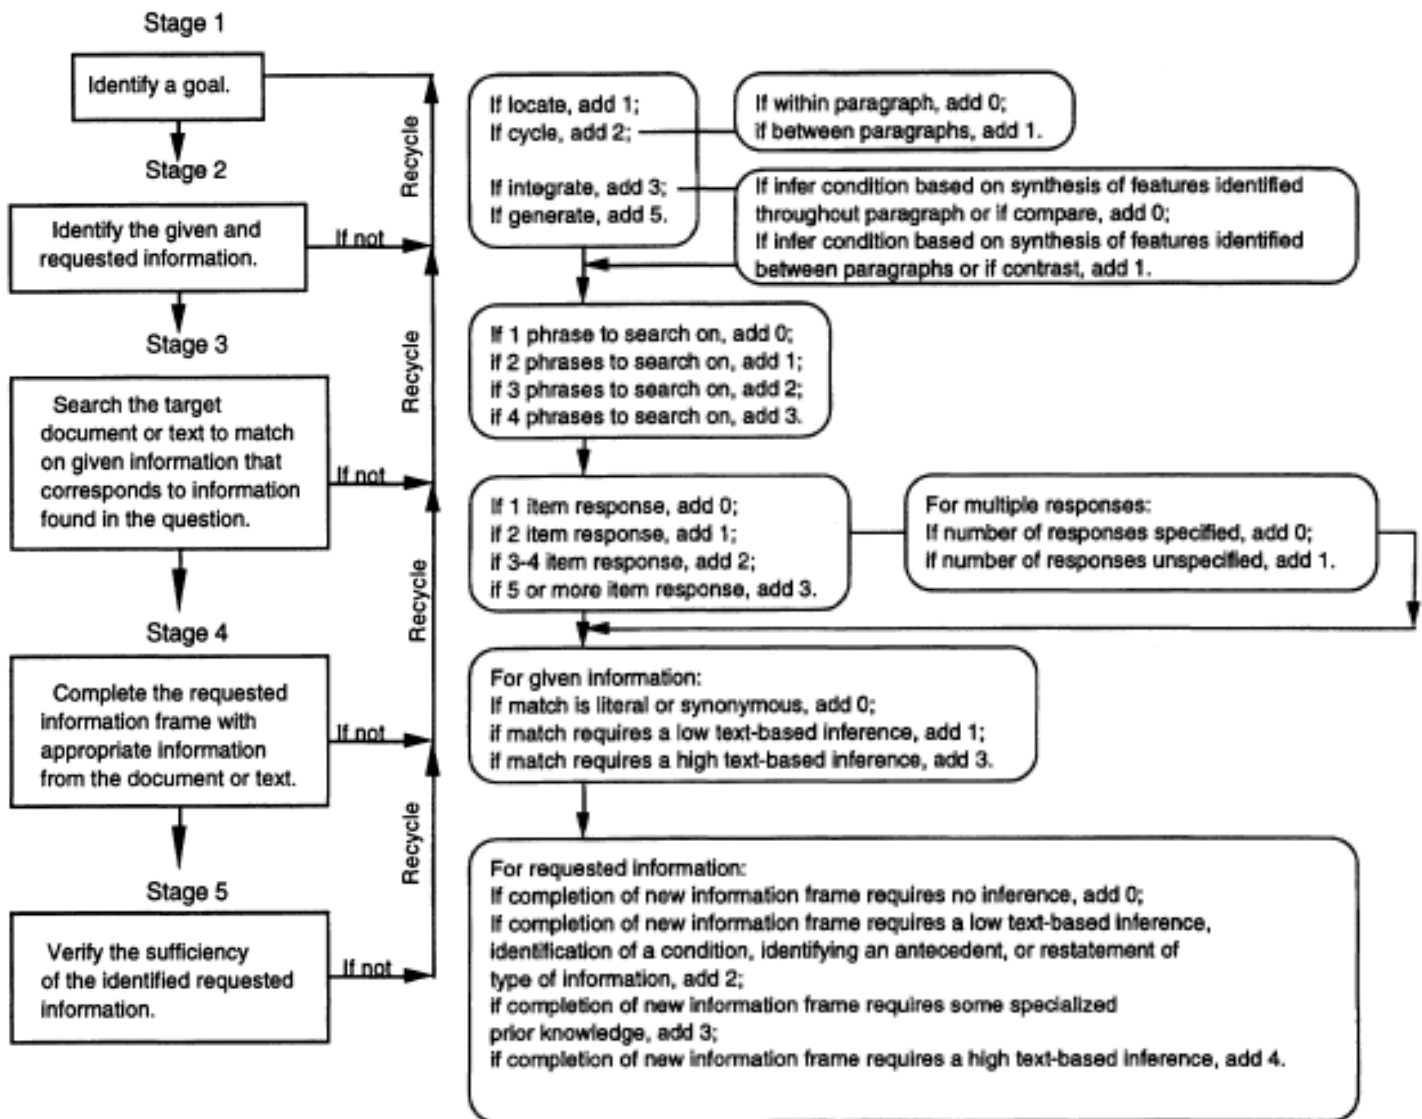 Stage 1
Identify a goal.
Stage 2
Identify the given and
requested information.
If not
Stage 3
Search the target
document or text to match
on given information that
corresponds to information
found in the question.
If not
Stage 4
Complete the requested
information frame with
appropriate information
from the document or text.
If not
Stage 5
Verify the sufficiency
of the identified requested
information.
If not
Recycle
Recycle
Recycle
Recycle
If locate, add 1;
If cycle, add 2;
If integrate, add 3;
If generate, add 5.
If within paragraph, add 0;
if between paragraphs, add 1.
If infer condition based on synthesis of features identified
throughout paragraph or if compare, add 0;
If infer condition based on synthesis of features identified
between paragraphs or if contrast, add 1.
If 1 phrase to search on, add 0;
if 2 phrases to search on, add 1;
if 3 phrases to search on, add 2;
if 4 phrases to search on, add 3.
If 1 item response, add 0;
if 2 item response, add 1;
if 3-4 item response, add 2;
if 5 or more item response, add 3.
For multiple responses:
If number of responses specified, add 0;
if number of responses unspecified, add 1.
For given information:
If match is literal or synonymous, add 0;
if match requires a low text-based inference, add 1;
if match requires a high text-based inference, add 3.
For requested information:
If completion of new information frame requires no inference, add 0;
If completion of new information frame requires a low text-based inference,
identification of a condition, identifying an antecedent, or restatement of
type of information, add 2;
if completion of new information frame requires some specialized
prior knowledge, add 3;
if completion of new information frame requires a high text-based inference, add 4.